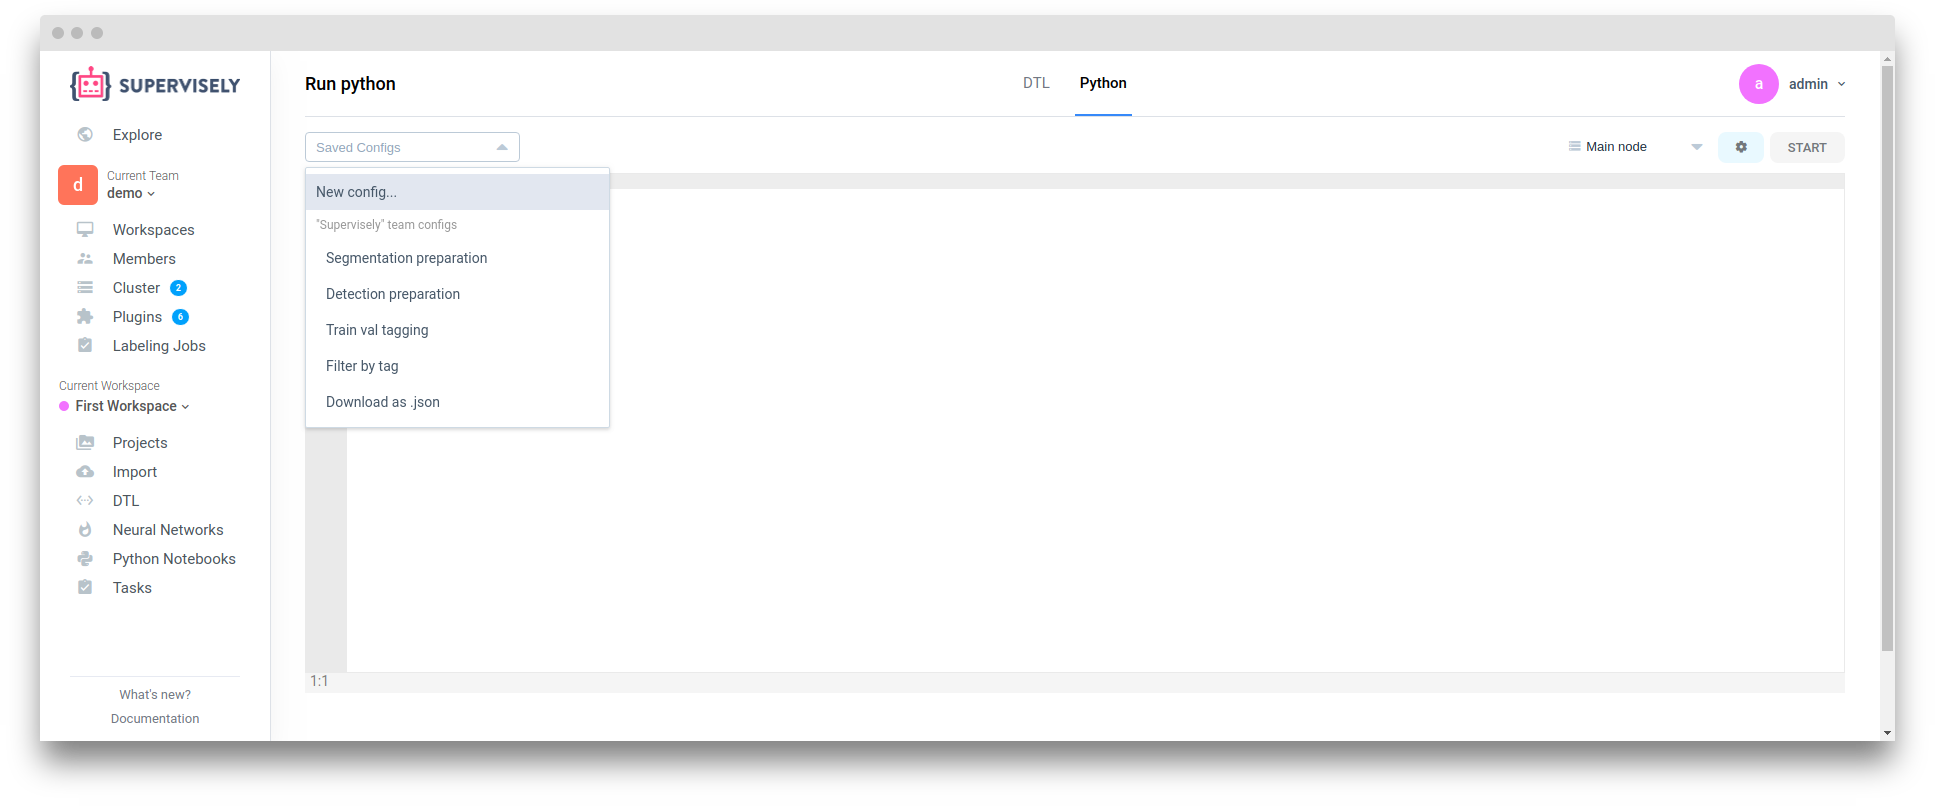 SUPERVISELY
Explore
d
Current Team
demo
Workspaces
Members
Cluster 2
Plugins 6
Labeling Jobs
Current Workspace
First Workspace
Projects
Import
DTL
Neural Networks
Python Notebooks
Tasks
What's new?
Documentation
Run python
DTL Python
a admin
Saved Configs
Main node START
New config...
"Supervisely" team configs
Segmentation preparation
Detection preparation
Train val tagging
Filter by tag
Download as .json
1:1